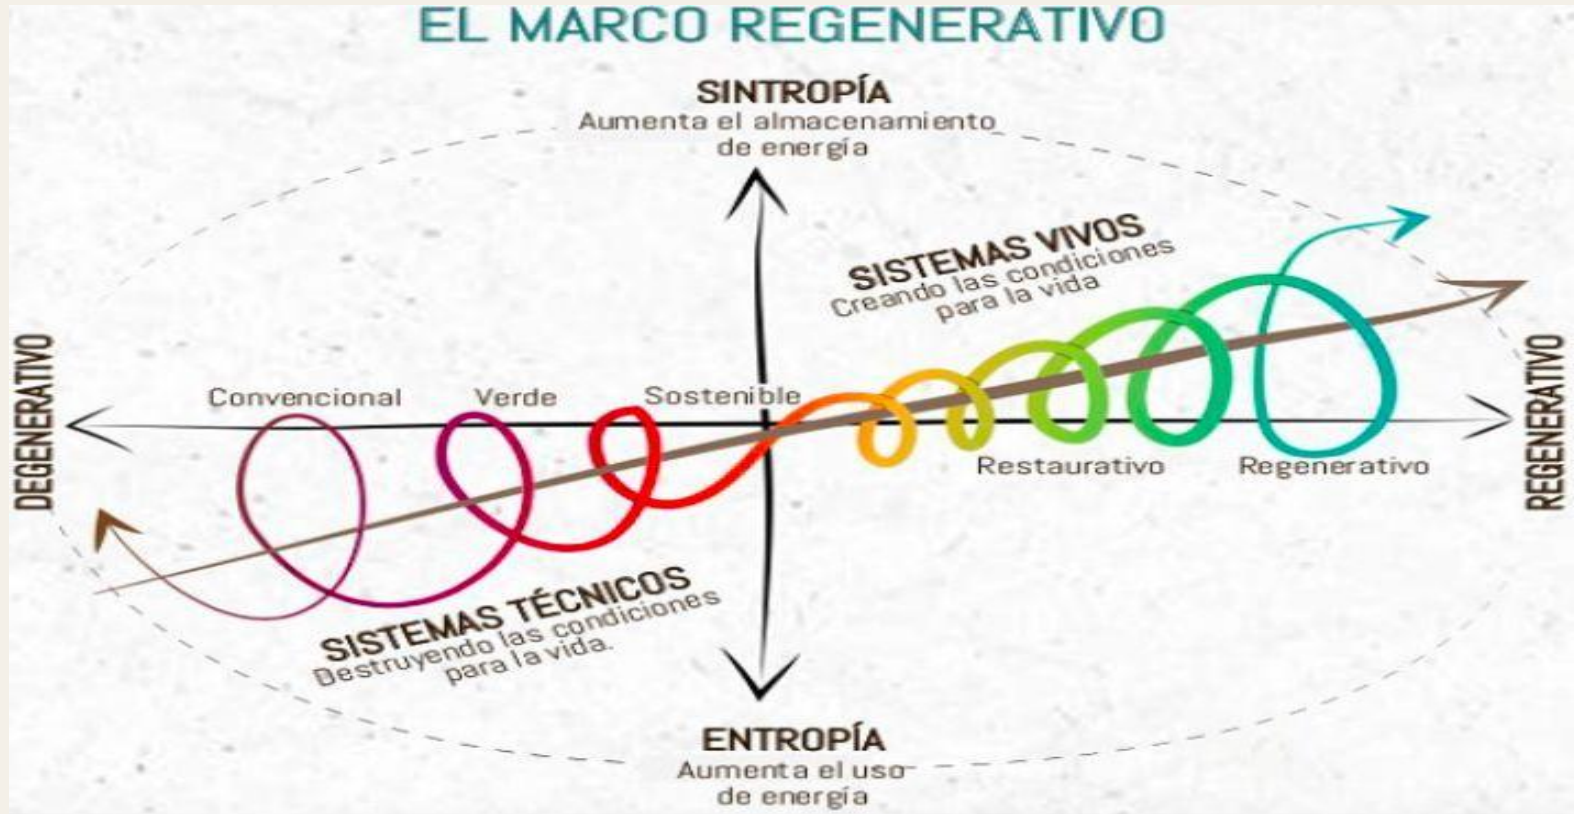 EL MARCO REGENERATIVO
SINTROPÍA
Aumenta el almacenamiento
de energía
SISTEMAS VIVOS
Creando las condiciones
para la vida
DEGENERATIVO
Convencional
Verde
Sostenible
Restaurativo
Regenerativo
REGENERATIVO
SISTEMAS TÉCNICOS
Destruyendo las condiciones
para la vida.
ENTROPÍA
Aumenta el uso
de energía